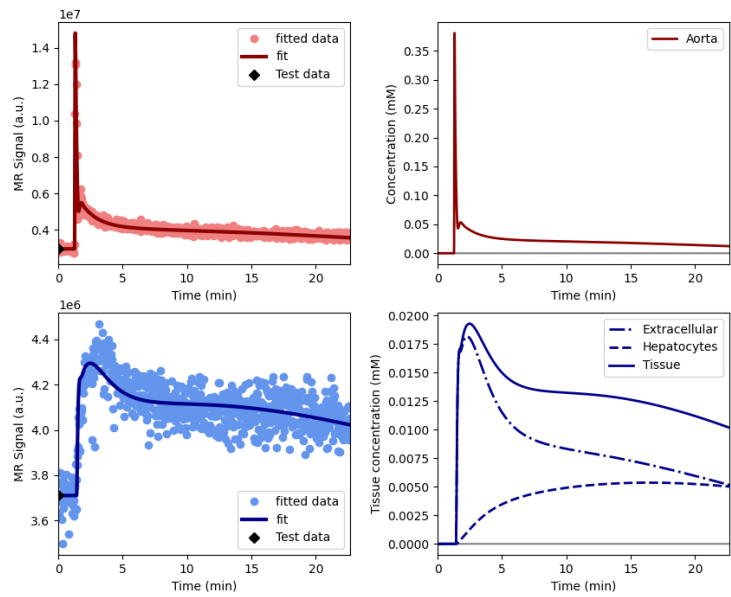 1e7
MR Signal (a.u.)
1.4
1.2
1.0
0.8
0.6
0.4
fitted data
fit
Test data
0
5
10
15
20
Time (min)
Concentration (mM)
0.35
0.30
0.25
0.20
0.15
0.10
0.05
0.00
Aorta
0
5
10
15
20
Time (min)
1e6
MR Signal (a.u.)
4.4
4.2
4.0
3.8
3.6
fitted data
fit
Test data
0
5
10
15
20
Time (min)
Tissue concentration (mM)
0.0200
0.0175
0.0150
0.0125
0.0100
0.0075
0.0050
0.0025
0.0000
Extracellular
Hepatocytes
Tissue
0
5
10
15
20
Time (min)